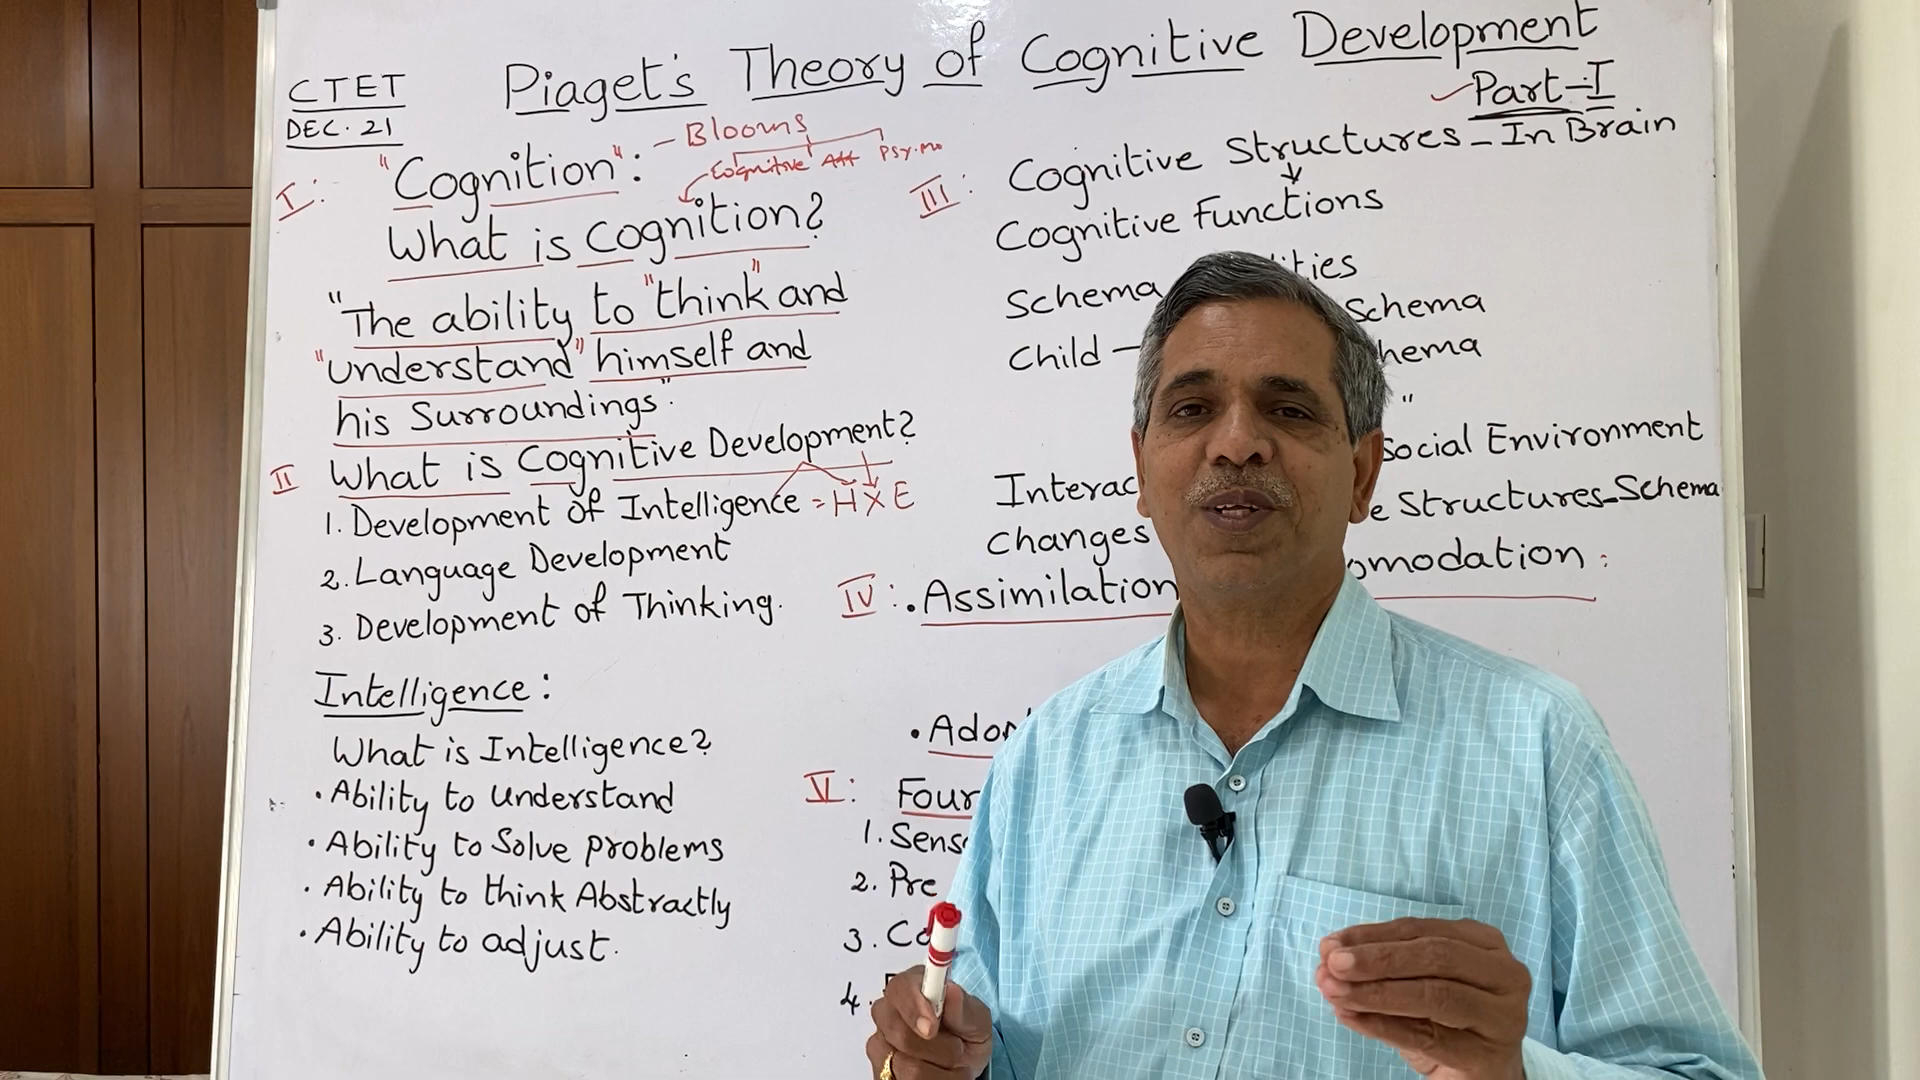 Piaget's Theory of Cognitive Development
Part-I
CTET
DEC. 21
I:
"Cognition": - Blooms
Cognitive Aff Psy.Mo
What is Cognition?
"The ability to "think" and
"understand" himself and
his Surroundings".
II What is Cognitive Development?
1. Development of Intelligence = H X E
2. Language Development
3. Development of Thinking.
Intelligence:
What is Intelligence?
• Ability to understand
• Ability to Solve problems
• Ability to think Abstractly
• Ability to adjust.
III: Cognitive Structures - In Brain
Cognitive Functions
Schema
Schema
Child -
"
Social Environment
Structures - Schema
changes
IV: • Assimilation
V: Four
1.
2. Pre
3.
4.